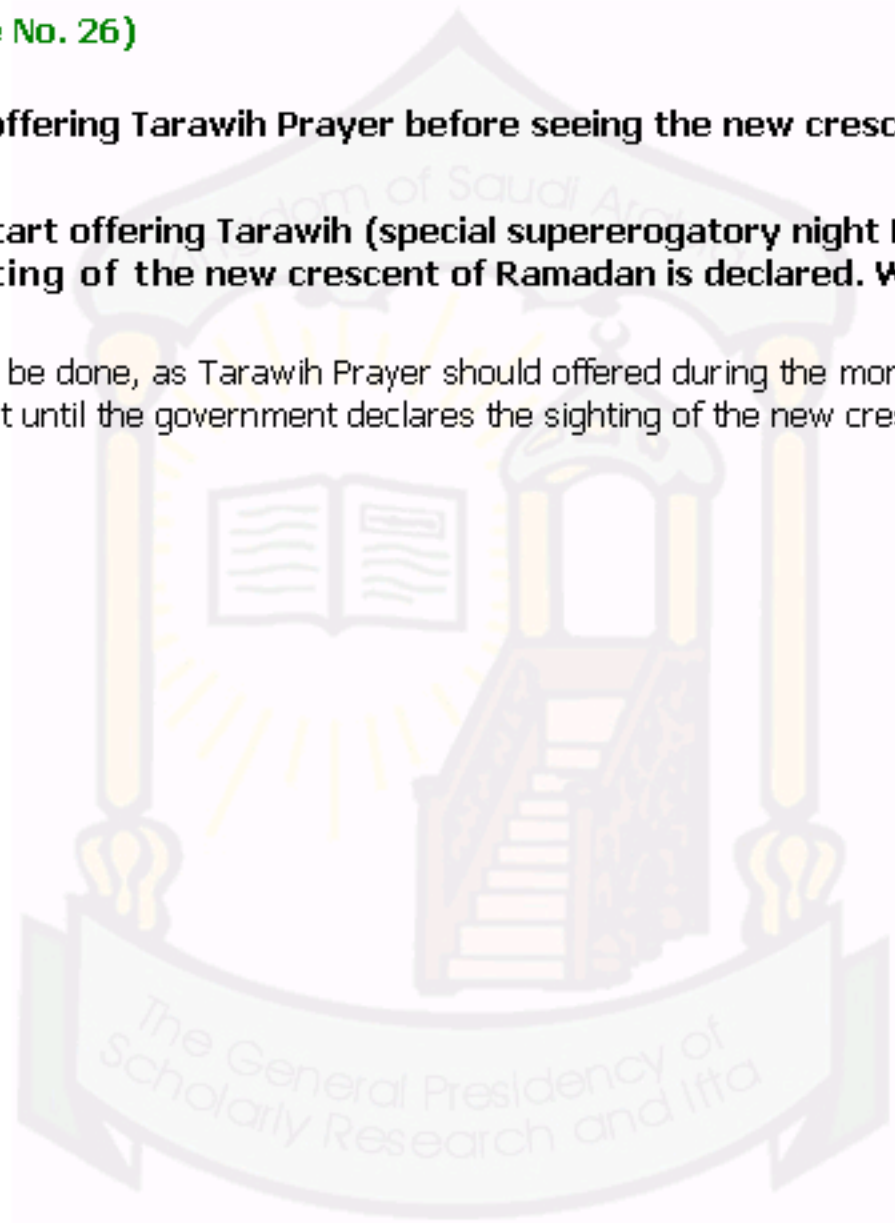 No. 26)
offering Tarawih Prayer before seeing the new cresc
tart offering Tarawih (special supererogatory night
ting of the new crescent of Ramadan is declared. W
be done, as Tarawih Prayer should offered during the mon
t until the government declares the sighting of the new cres
Kingdom of Saudi Arabia
The General Presidency of
Scholarly Research and Ifta